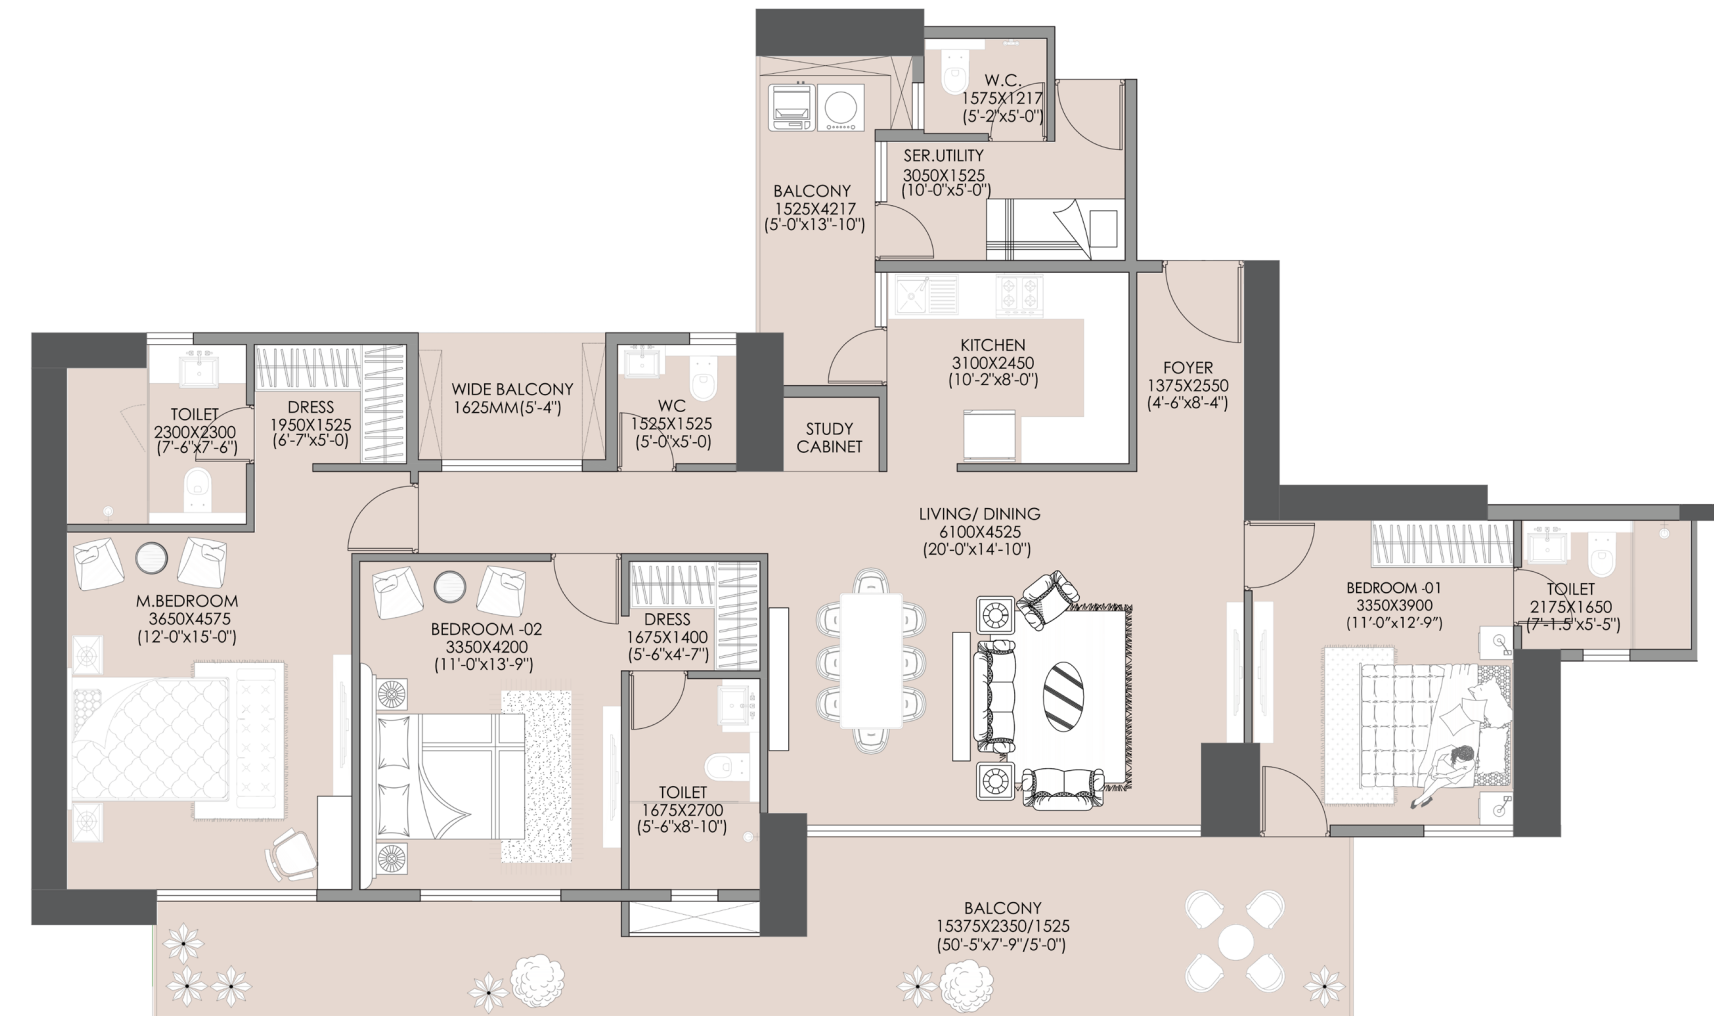 W.C.
1575X1217
(5'-2"x5'-0")
SER.UTILITY
3050X1525
(10'-0"x5'-0")
BALCONY
1525X4217
(5'-0"x13"-10")
KITCHEN
3100X2450
(10'-2"x8'-0")
FOYER
1375X2550
(4'-6"x8'-4")
TOILET
2300X2300
(7'-6"x7'-6")
DRESS
1950X1525
(6'-7"x5'-0)
WIDE BALCONY
1625MM(5'-4")
WC
1525X1525
(5'-0"x5'-0)
STUDY
CABINET
LIVING/ DINING
6100X4525
(20'-0"x14'-10")
M.BEDROOM
3650X4575
(12'-0"x15'-0")
BEDROOM -02
3350X4200
(11'-0"x13'-9")
DRESS
1675X1400
(5'-6"x4'-7")
BEDROOM -01
3350X3900
(11'-0"x12'-9")
TOILET
2175X1650
(7'-1.5"x5'-5")
TOILET
1675X2700
(5'-6"x8'-10")
BALCONY
15375X2350/1525
(50'-5"x7'-9"/5'-0")